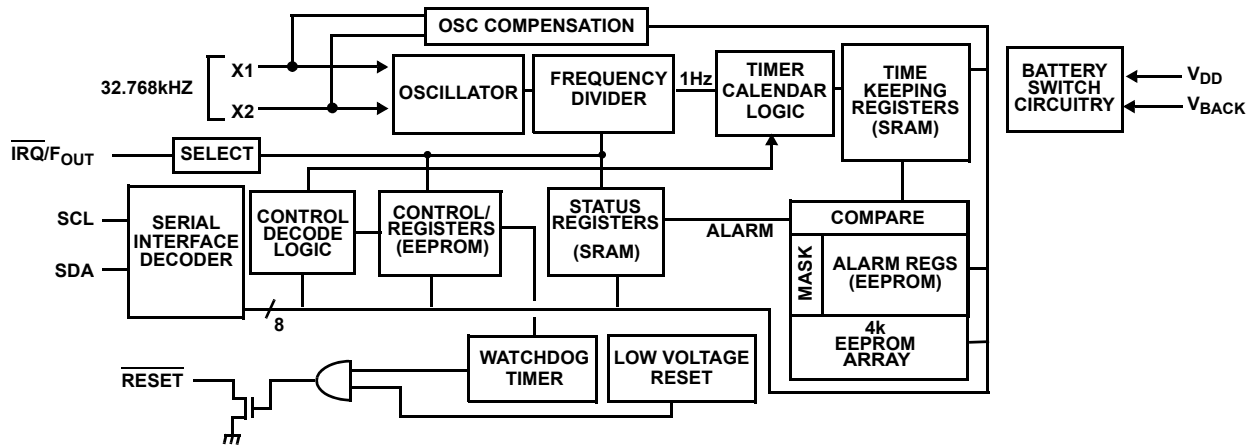 OSC COMPENSATION
32.768kHZ
X1
X2
OSCILLATOR
FREQUENCY
DIVIDER
1Hz
TIMER
CALENDAR
LOGIC
TIME
KEEPING
REGISTERS
(SRAM)
BATTERY
SWITCH
CIRCUITRY
VDD
VBACK
IRQ/FOUT
SELECT
SCL
SDA
SERIAL
INTERFACE
DECODER
CONTROL
DECODE
LOGIC
CONTROL/
REGISTERS
(EEPROM)
STATUS
REGISTERS
(SRAM)
ALARM
COMPARE
MASK
ALARM REGS
(EEPROM)
4k
EEPROM
ARRAY
8
WATCHDOG
TIMER
LOW VOLTAGE
RESET
RESET